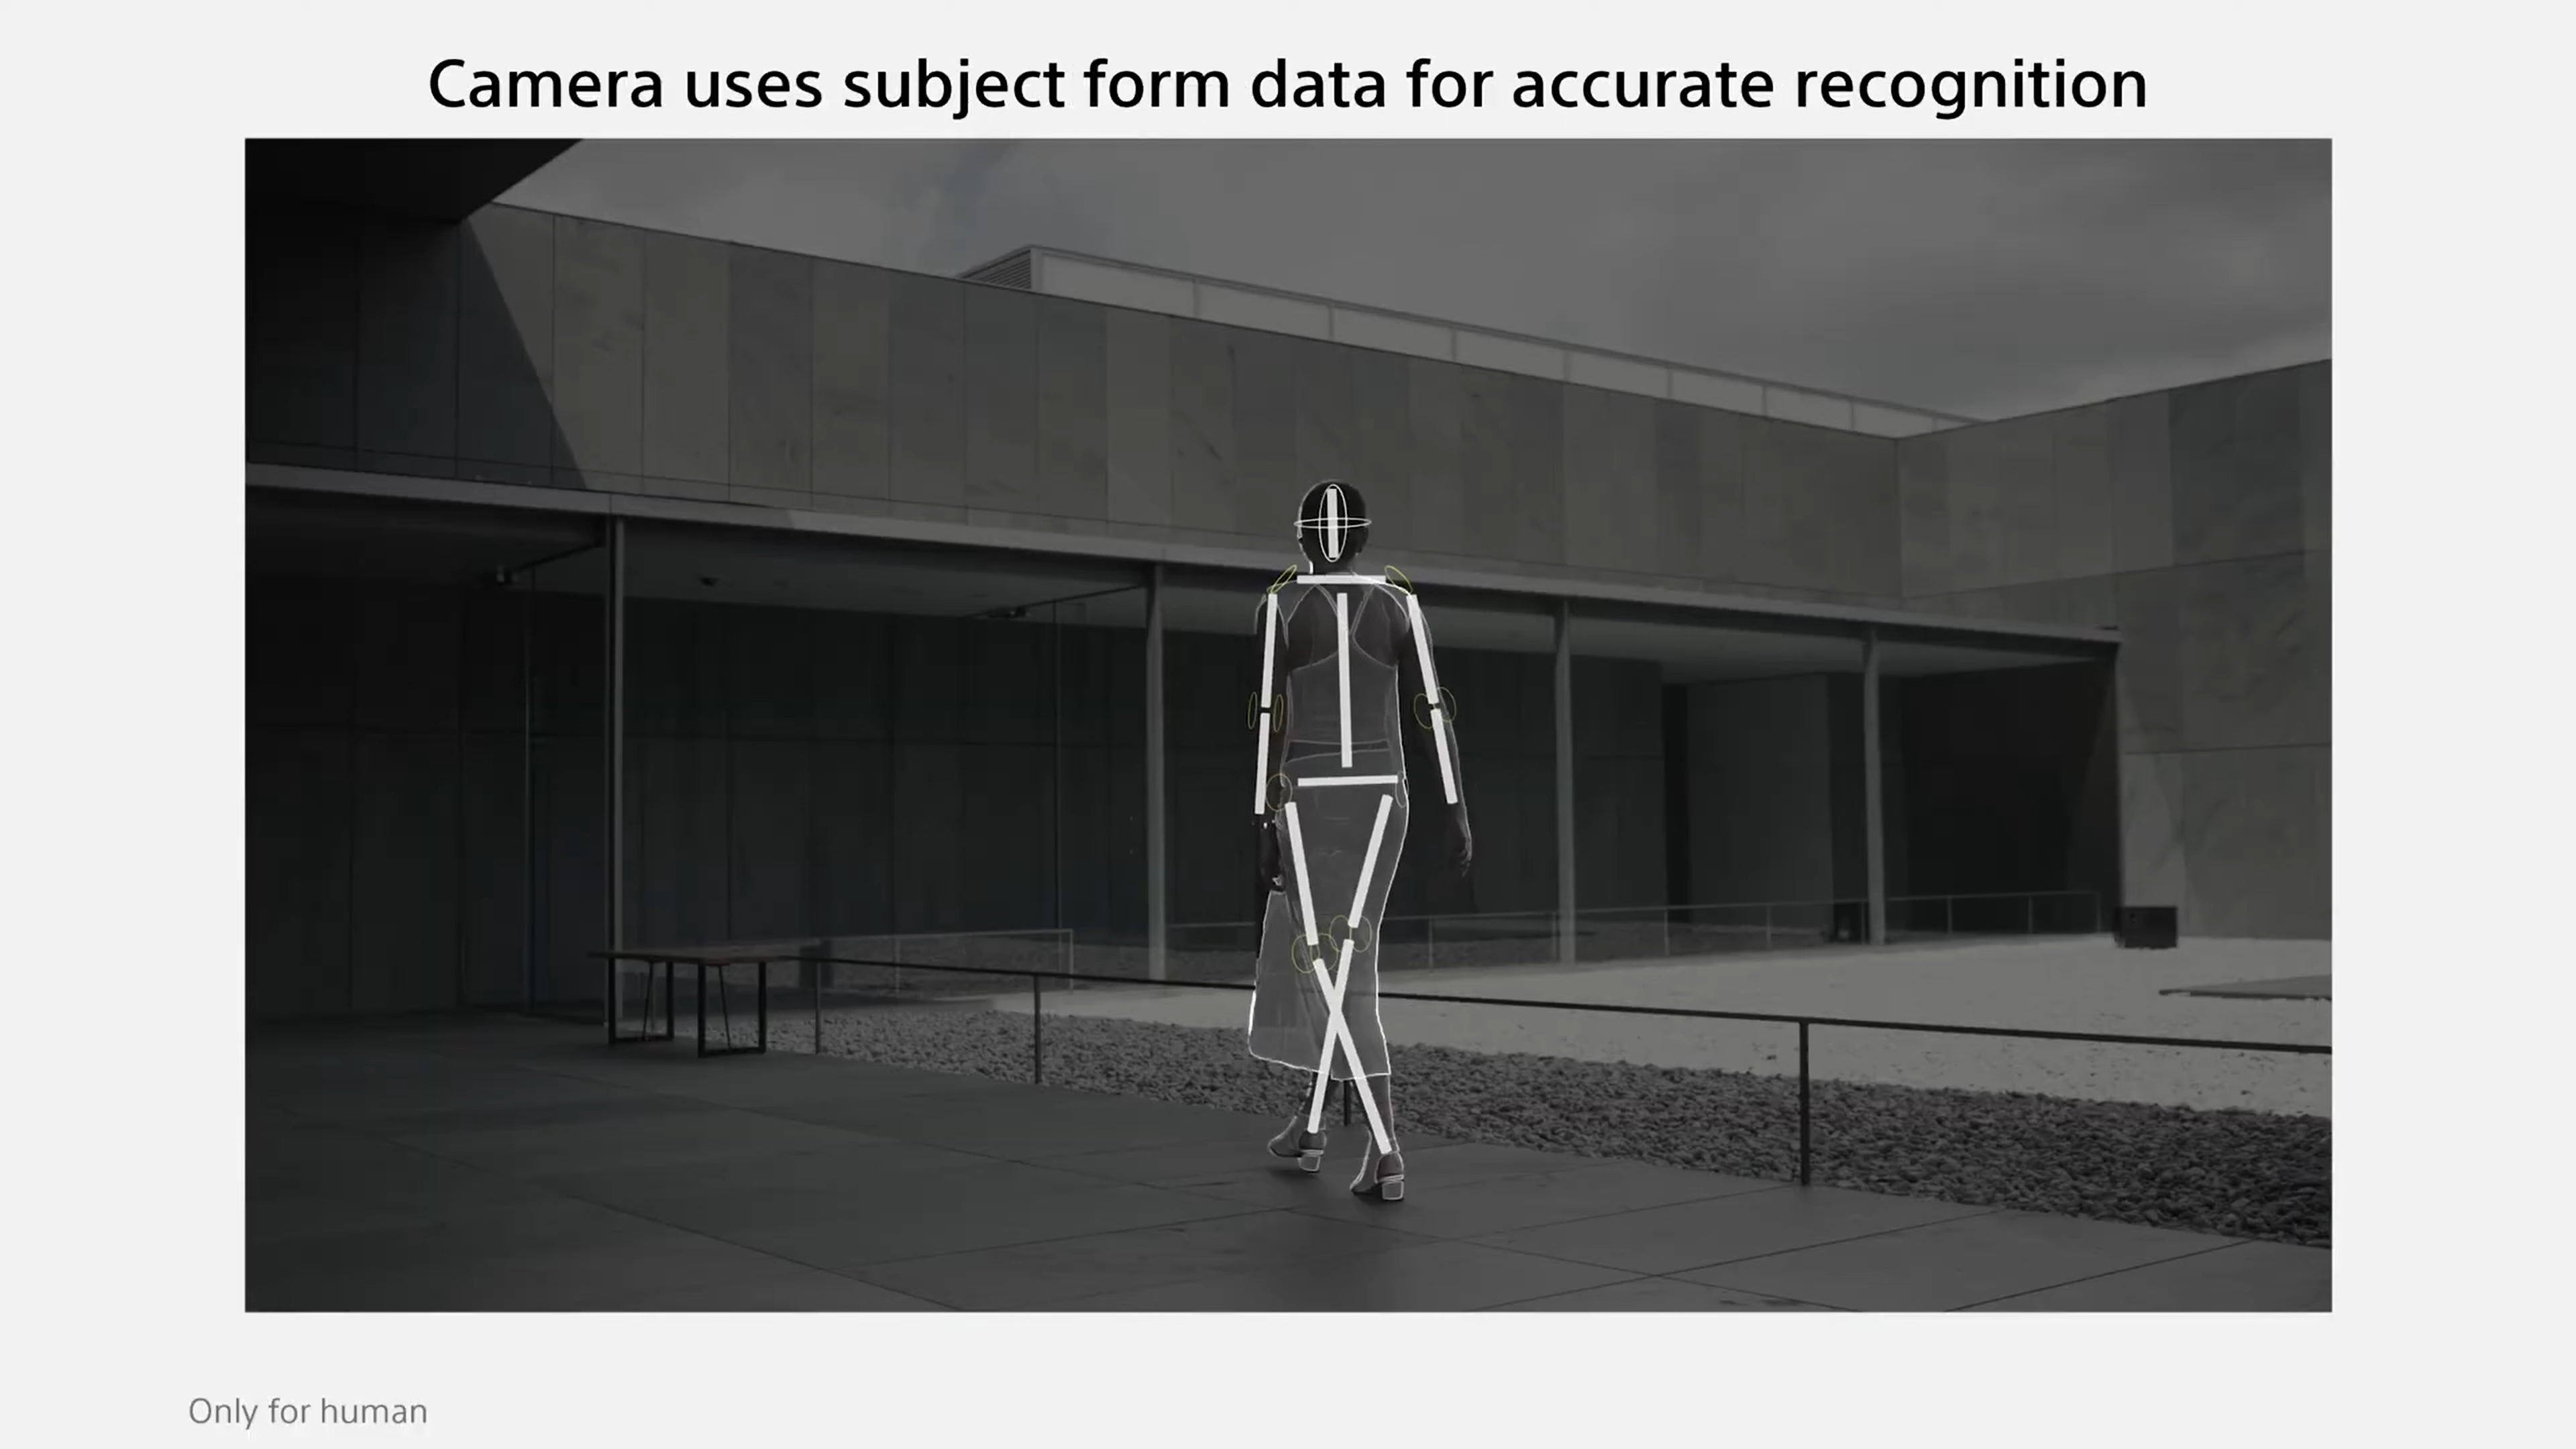 Camera uses subject form data for accurate recognition
Only for human